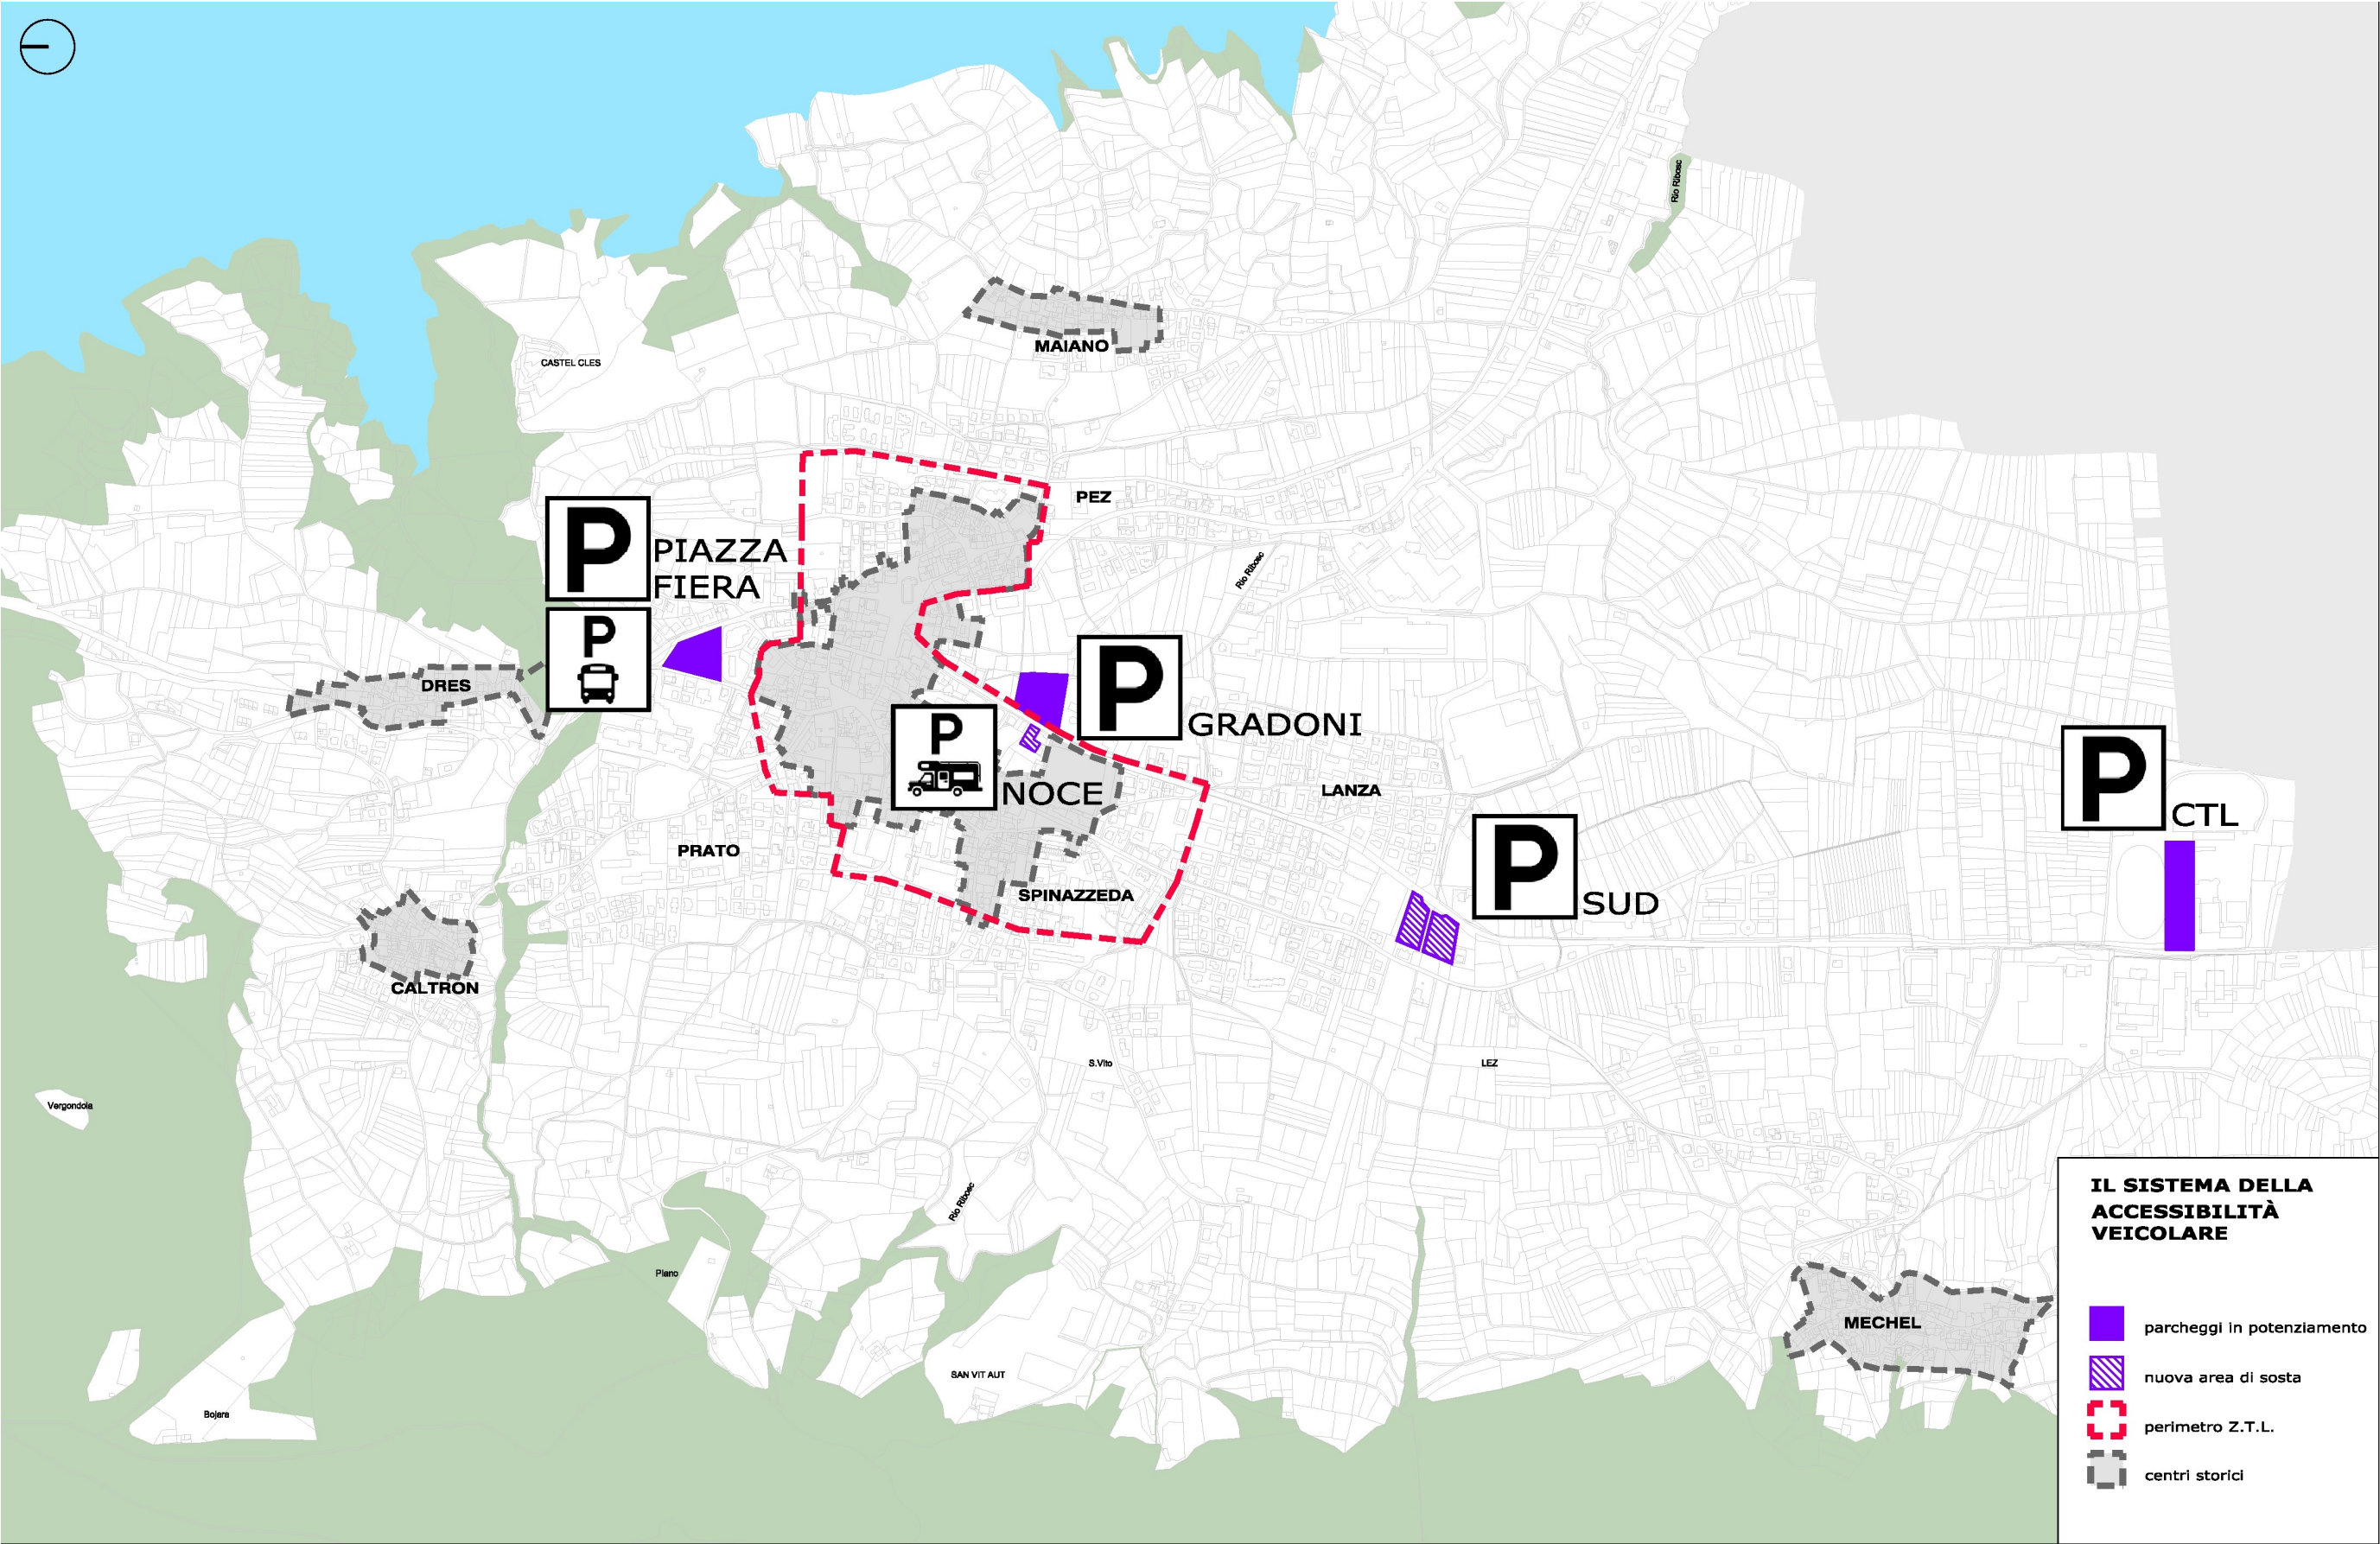 Rio Ribosc
MAIANO
CASTEL CLES
PEZ
P
PIAZZA
FIERA
Rio Ribosc
P
DRES
P
GRADONI
P
NOCE
LANZA
P
CTL
PRATO
P
SUD
SPINAZZEDA
CALTRON
S.Vito
LEZ
Vergondola
Rio Ribosc
Plano
SAN VIT AUT
Bojara
MECHEL
IL SISTEMA DELLA
ACCESSIBILITÀ
VEICOLARE
parcheggi in potenziamento
nuova area di sosta
perimetro Z.T.L.
centri storici